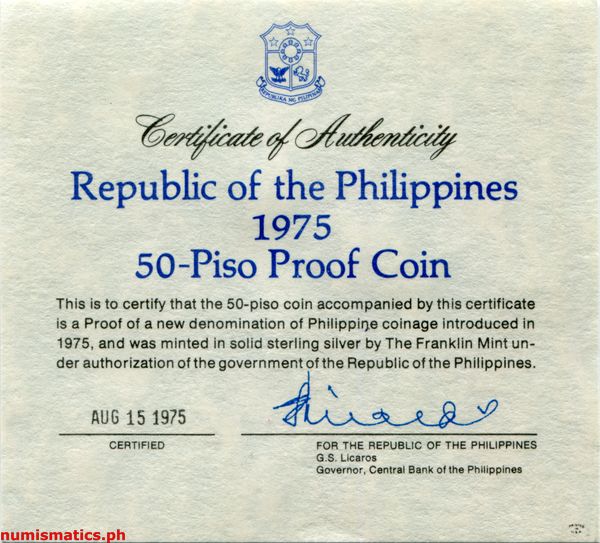 REPUBLIKA NG PILIPINAS
Certificate of Authenticity
Republic of the Philippines
1975
50-Piso Proof Coin
This is to certify that the 50-piso coin accompanied by this certificate
is a Proof of a new denomination of Philippine coinage introduced in
1975, and was minted in solid sterling silver by The Franklin Mint un-
der authorization of the government of the Republic of the Philippines.
AUG 15 1975
CERTIFIED
FOR THE REPUBLIC OF THE PHILIPPINES
G.S. Licaros
Governor, Central Bank of the Philippines
numismatics.ph